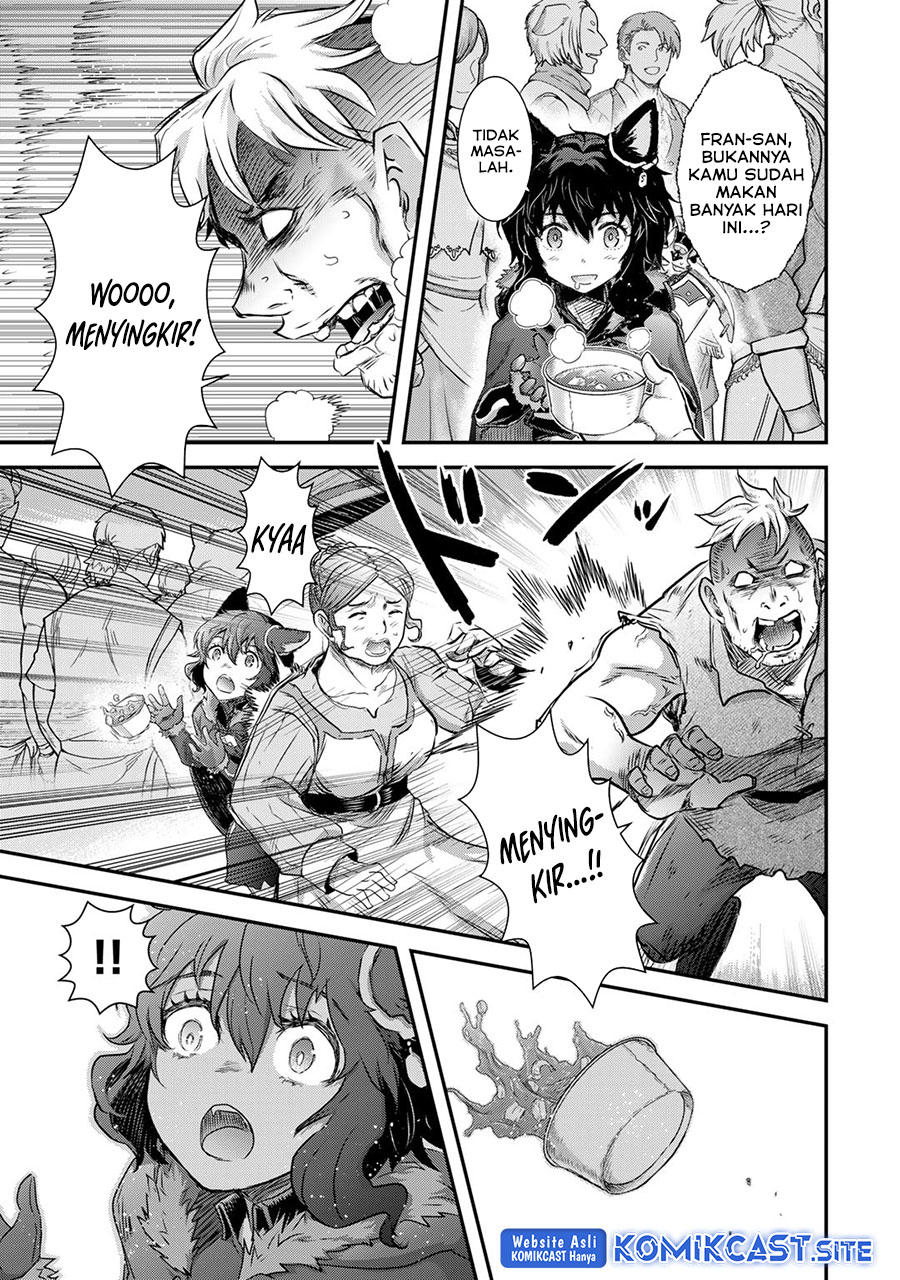 FRAN-SAN,
BUKANNYA
KAMU SUDAH
MAKAN
BANYAK HARI
INI...?
TIDAK
MASA-
LAH.
WOOOO,
MENYINGKIR!
ドン
KYAA
MENYING-
KIR...!!
!!
Website Asli
KOMIKCAST Hanya
KOMIKCAST.SITE